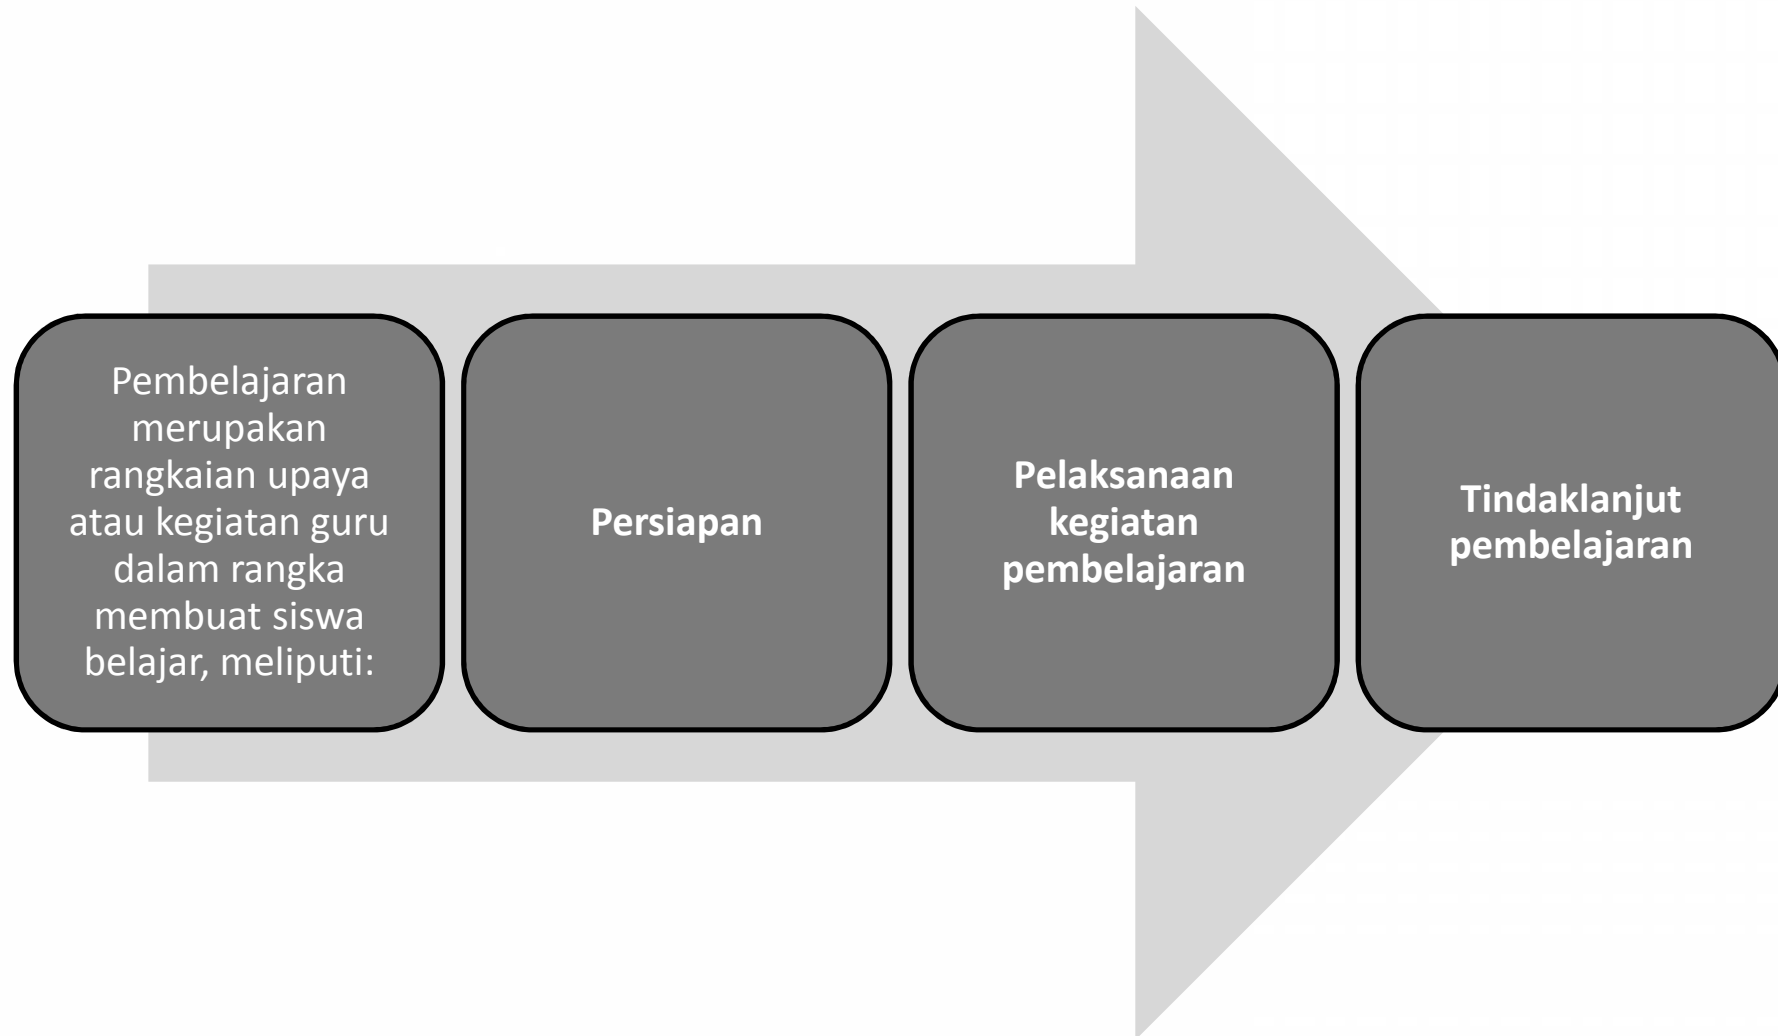 Pembelajaran
merupakan
rangkaian upaya
atau kegiatan guru
dalam rangka
membuat siswa
belajar, meliputi:
Persiapan
Pelaksanaan
kegiatan
pembelajaran
Tindaklanjut
pembelajaran